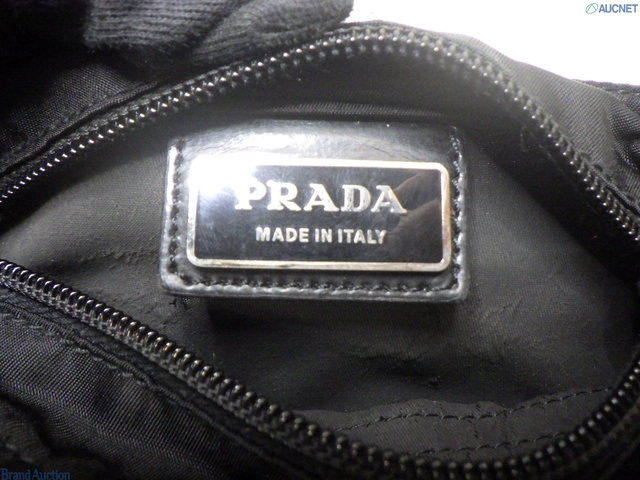 AUCNET
PRADA
MADE IN ITALY
Brand Auction